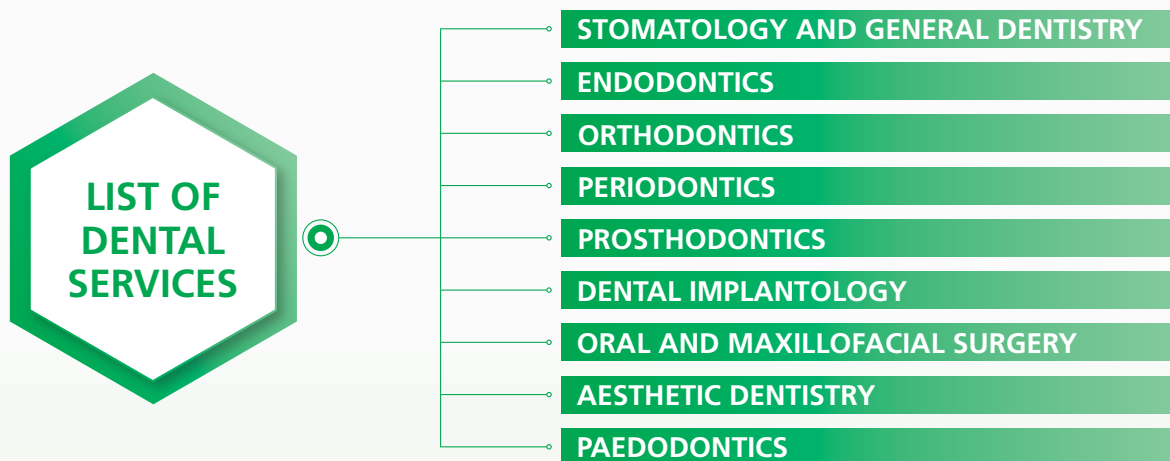 LIST OF
DENTAL
SERVICES
STOMATOLOGY AND GENERAL DENTISTRY
ENDODONTICS
ORTHODONTICS
PERIODONTICS
PROSTHODONTICS
DENTAL IMPLANTOLOGY
ORAL AND MAXILLOFACIAL SURGERY
AESTHETIC DENTISTRY
PAEDODONTICS